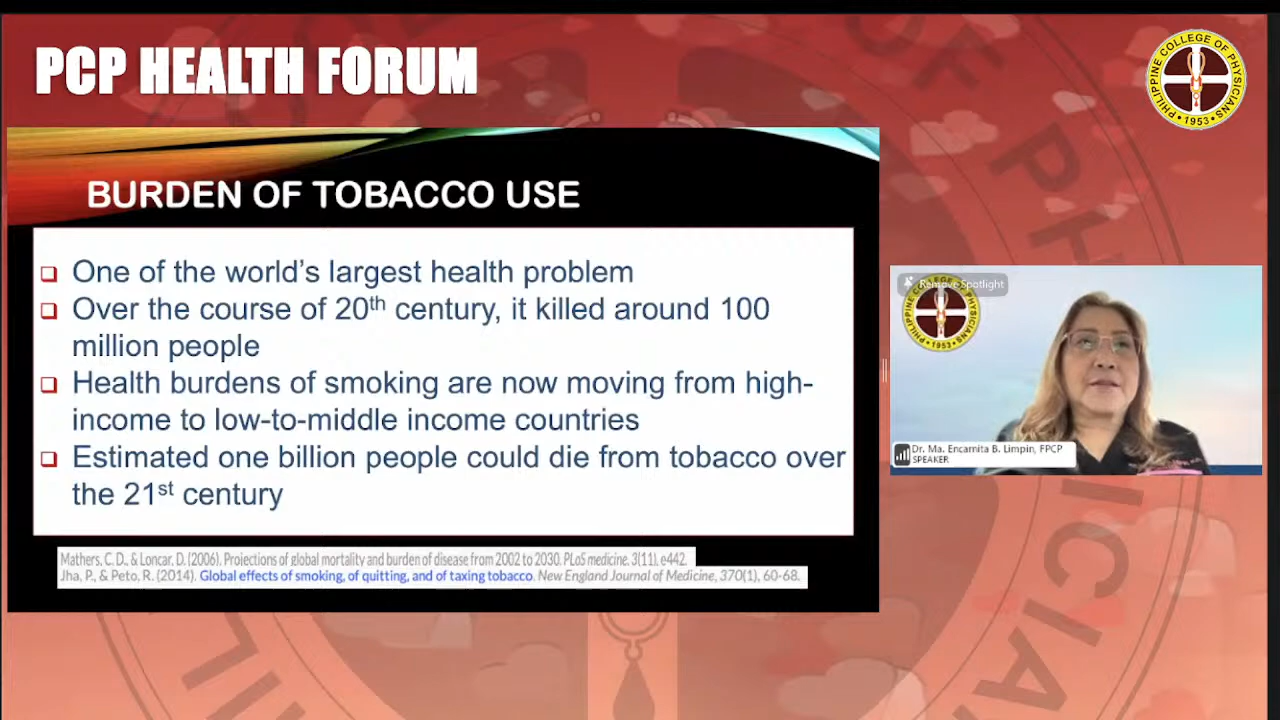 PCP HEALTH FORUM
PHILIPPINE COLLEGE OF PHYSICIANS
• 1953 •
BURDEN OF TOBACCO USE
One of the world's largest health problem
Over the course of 20th century, it killed around 100
million people
Health burdens of smoking are now moving from high-
income to low-to-middle income countries
Estimated one billion people could die from tobacco over
the 21st century
Mathers, C. D., & Loncar, D. (2006). Projections of global mortality and burden of disease from 2002 to 2030. PLoS medicine. 3(11), e442.
Jha, P., & Peto, R. (2014). Global effects of smoking, of quitting, and of taxing tobacco. New England Journal of Medicine, 370(1), 60-68.
Remove Spotlight
PHILIPPINE COLLEGE OF PHYSICIANS
1953
Dr. Ma. Encarnita B. Limpin, FPCP
SPEAKER